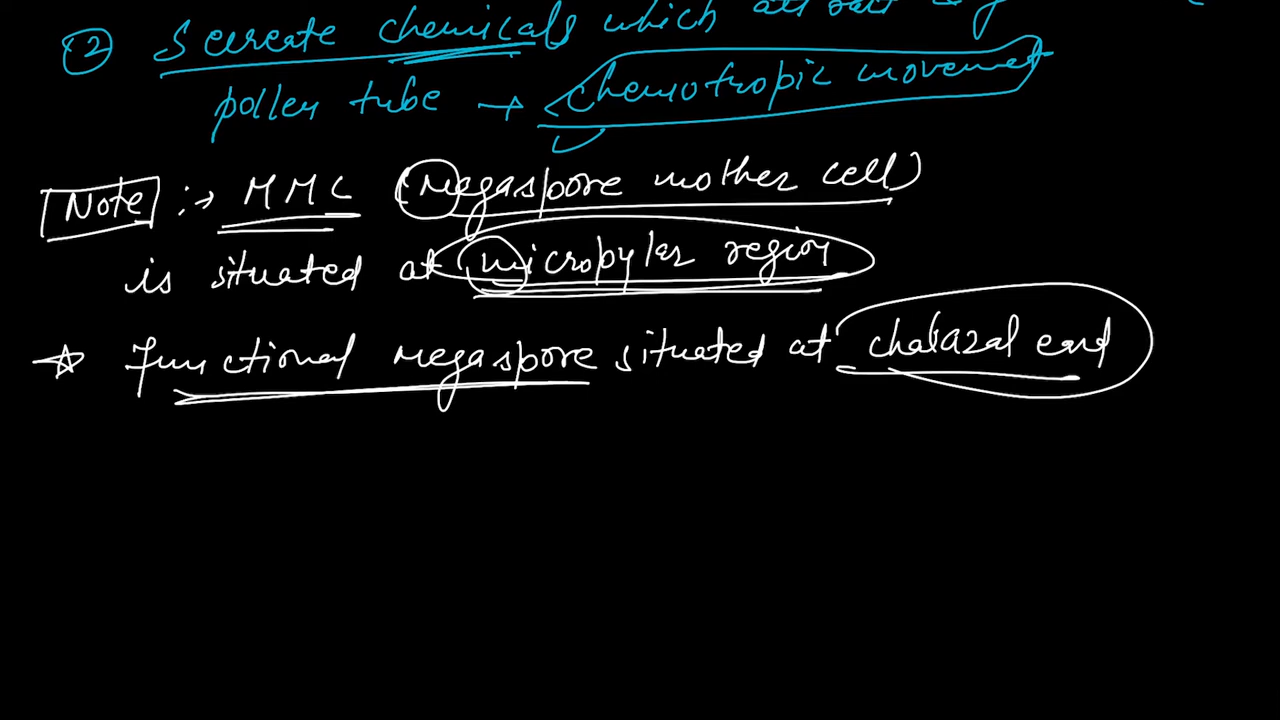 ② Secreate chemicals which
pollen tube → chemotropic movement
Note :→ MMC (Megaspore mother cell)
is situated at micropyler region
☆ functional megaspore situated at chalazal end